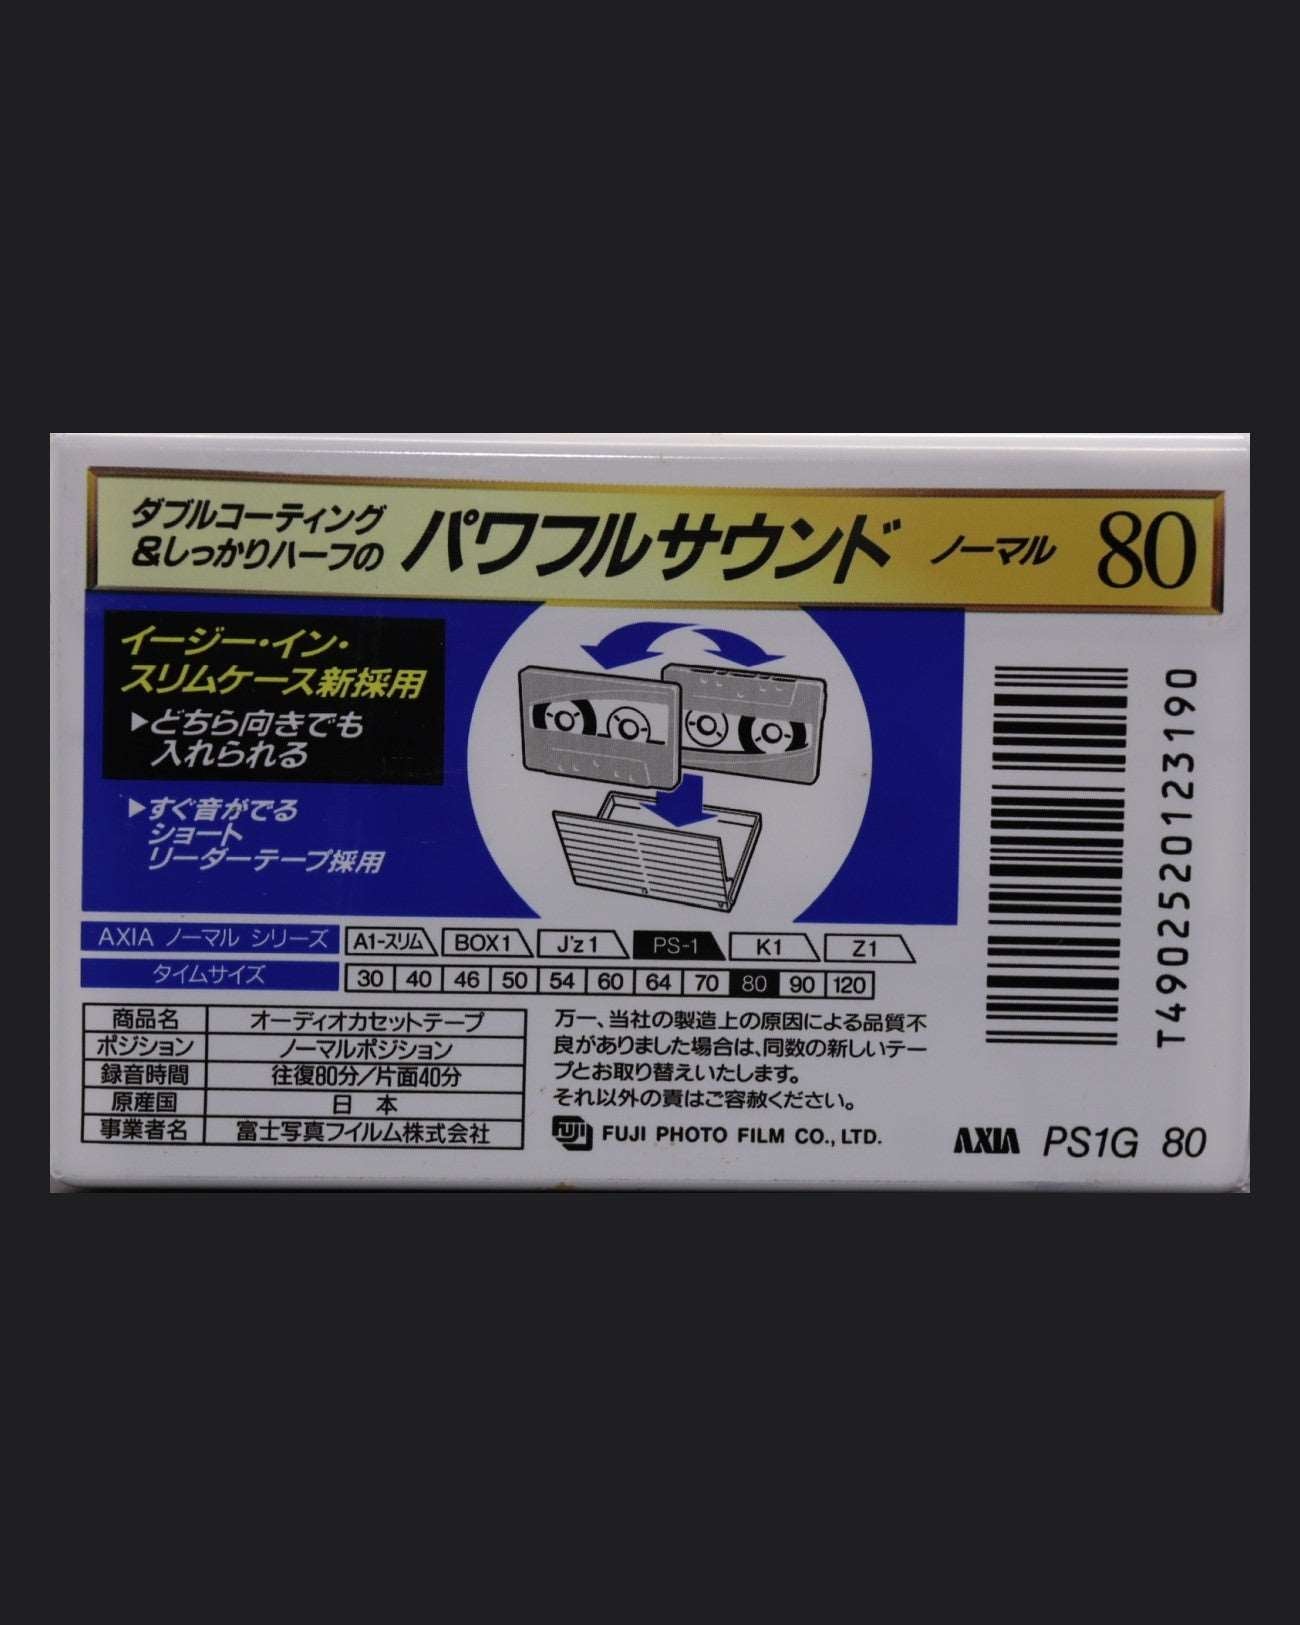 ダブルコーティング
&しっかりハーフの
パワフルサウンド ノーマル 80
イージー・イン・
スリムケース新採用
▶どちら向きでも
入れられる
▶すぐ音がでる
ショート
リーダーテープ採用
AXIA ノーマル シリーズ A1-スリム BOX1 J'z1 PS-1 K1 Z1
タイムサイズ 30 40 46 50 54 60 64 70 80 90 120
商品名 オーディオカセットテープ
ポジション ノーマルポジション
録音時間 往復80分/片面40分
原産国 日 本
事業者名 富士写真フイルム株式会社
万一、当社の製造上の原因による品質不
良がありました場合は、同数の新しいテー
プとお取り替えいたします。
それ以外の責はご容赦ください。
FUJI FUJI PHOTO FILM CO., LTD.
T4902520123190
AXIA PS1G 80